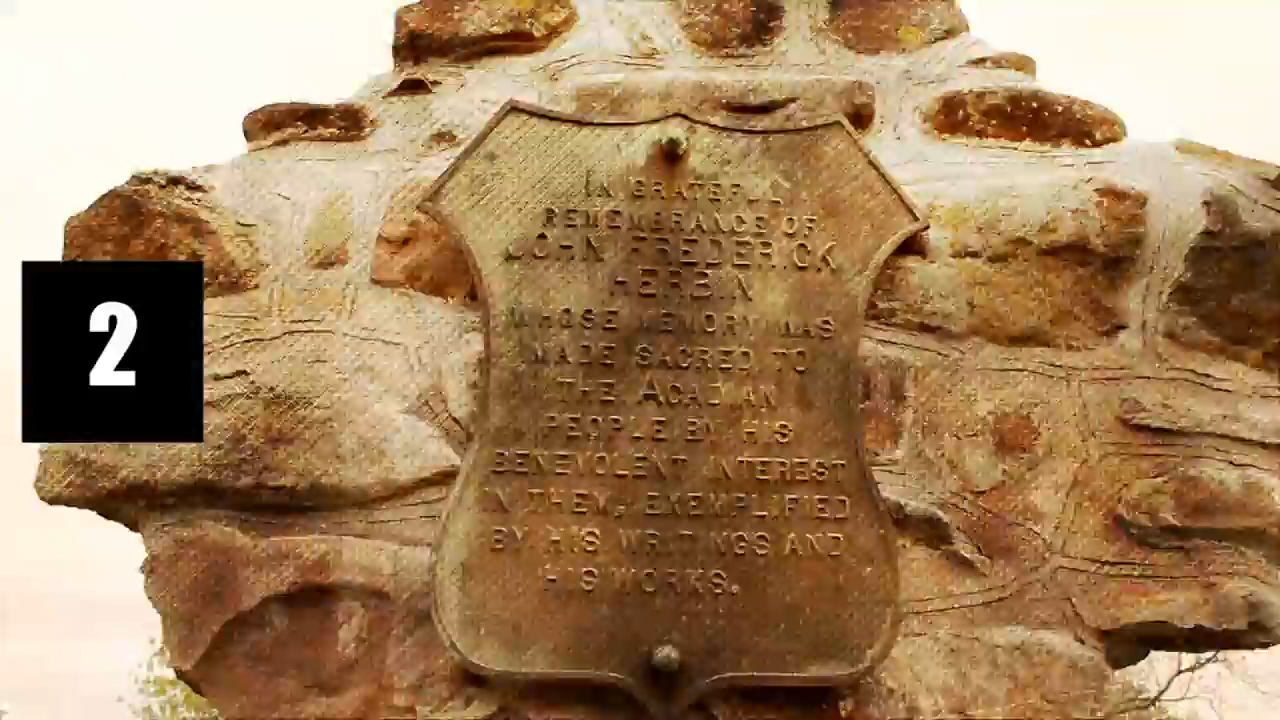 2
IN GRATEFUL
REMEMBRANCE OF
JOHN FREDERICK
HERBIN
WHOSE MEMORY WAS
MADE SACRED TO
THE ACADIAN
PEOPLE BY HIS
BENEVOLENT INTEREST
IN THEM, EXEMPLIFIED
BY HIS WRITINGS AND
HIS WORKS.